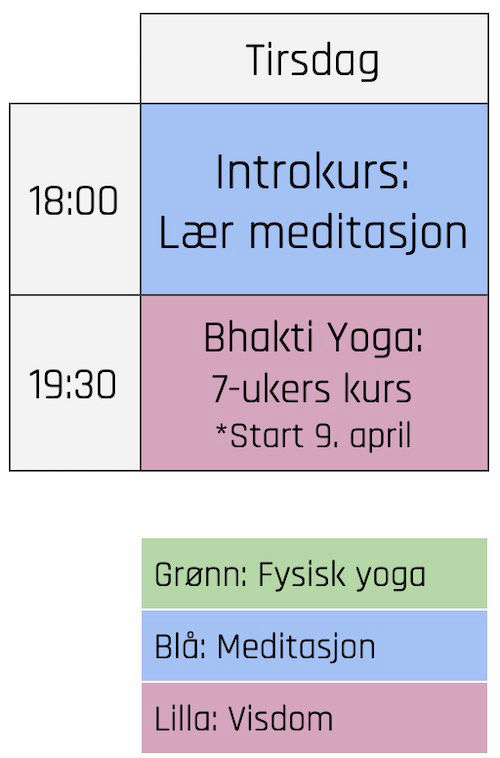 Tirsdag
18:00
Introkurs:
Lær meditasjon
19:30
Bhakti Yoga:
7-ukers kurs
*Start 9. april
Grønn: Fysisk yoga
Blå: Meditasjon
Lilla: Visdom